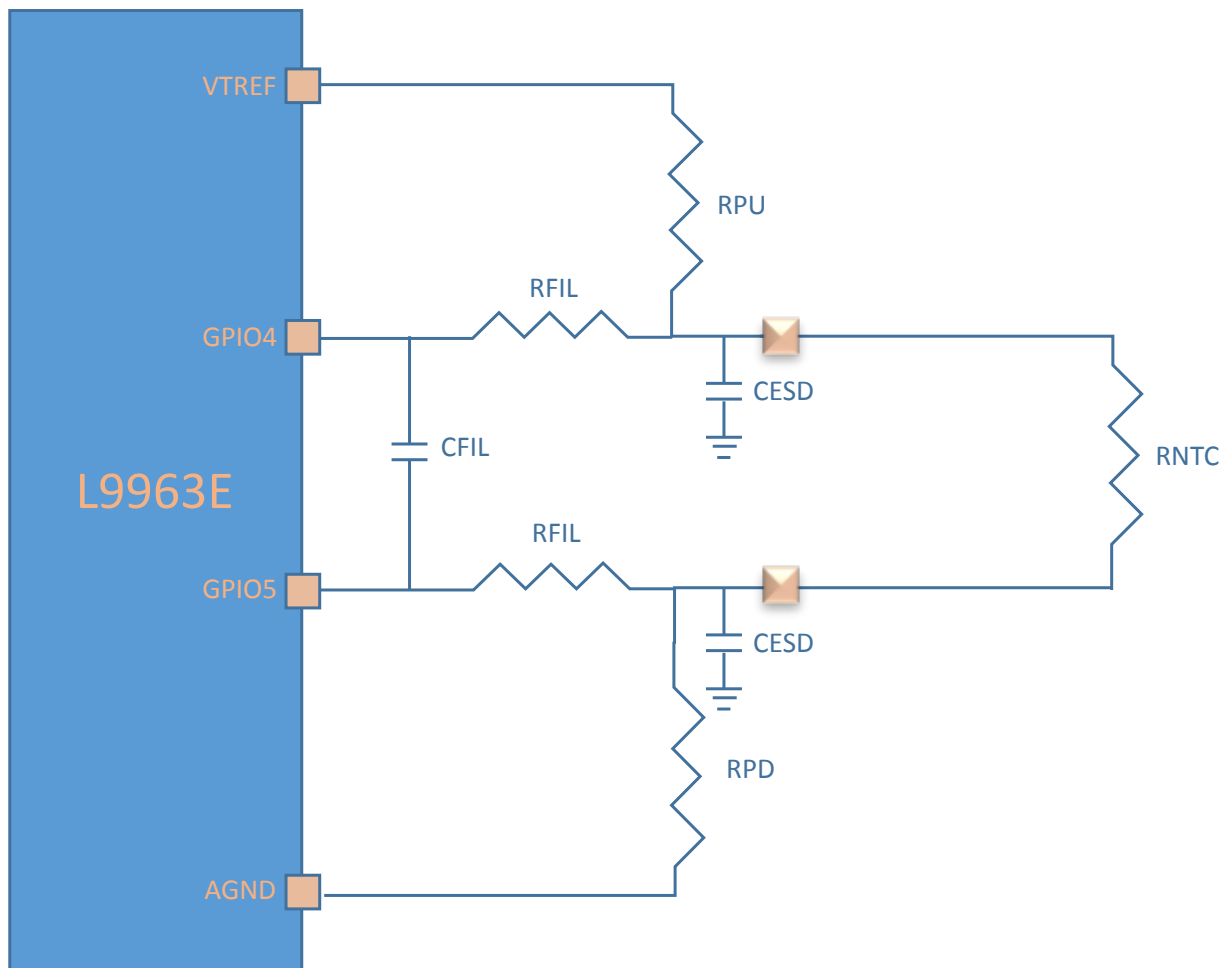 VTREF
RPU
RFIL
GPIO4
CESD
CFIL
RNTC
L9963E
RFIL
GPIO5
CESD
RPD
AGND